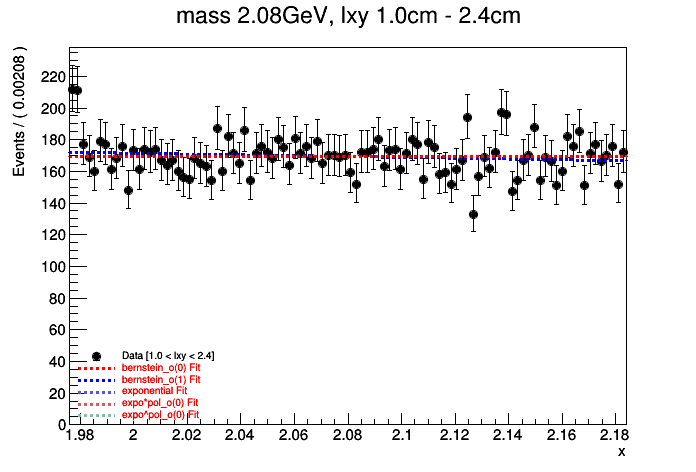 mass 2.08GeV, lxy 1.0cm - 2.4cm
Events / ( 0.00208 )
220
200
180
160
140
120
100
80
60
40
20
0
Data [1.0 < lxy < 2.4]
bernstein_o(0) Fit
bernstein_o(1) Fit
exponential Fit
expo*pol_o(0) Fit
expo^pol_o(0) Fit
1.98 2 2.02 2.04 2.06 2.08 2.1 2.12 2.14 2.16 2.18
x